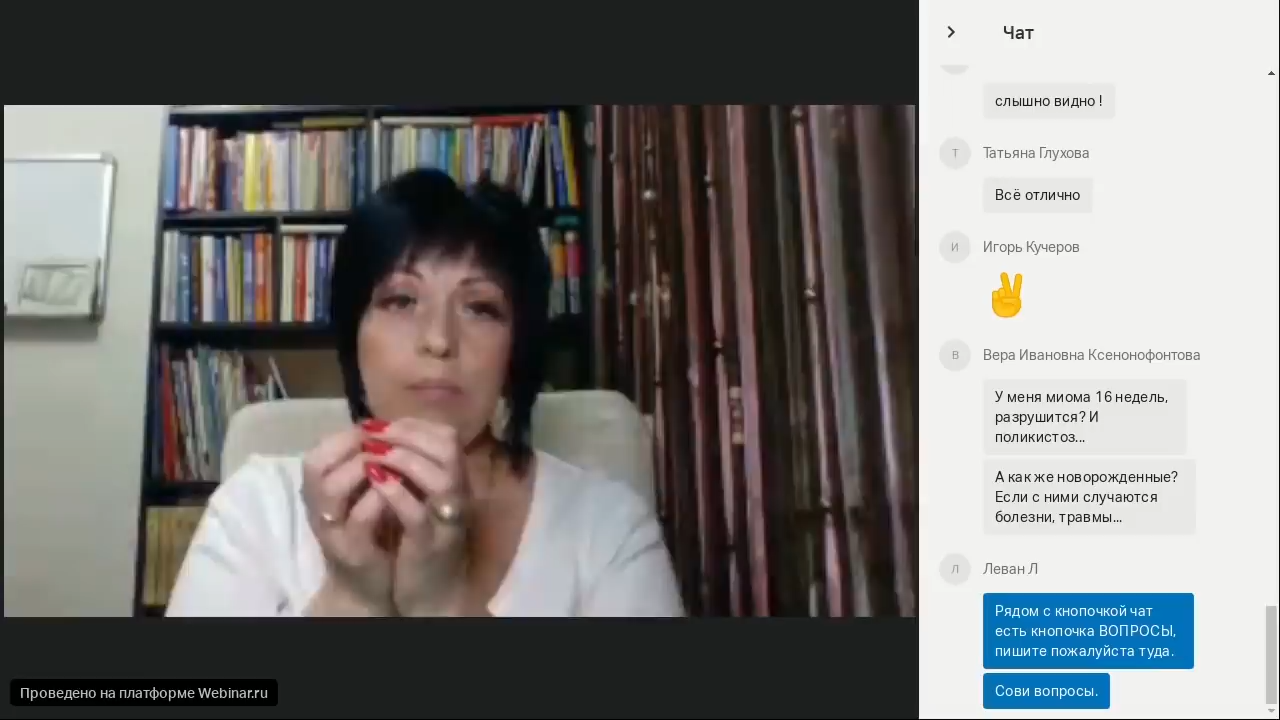 Чат
слышно видно !
Т
Татьяна Глухова
Всё отлично
И
Игорь Кучеров
В
Вера Ивановна Ксенонофонтова
У меня миома 16 недель,
разрушится? И
поликистоз...
А как же новорожденные?
Если с ними случаются
болезни, травмы...
Л
Леван Л
Рядом с кнопочкой чат
есть кнопочка ВОПРОСЫ,
пишите пожалуйста туда.
Сови вопросы.
Проведено на платформе Webinar.ru